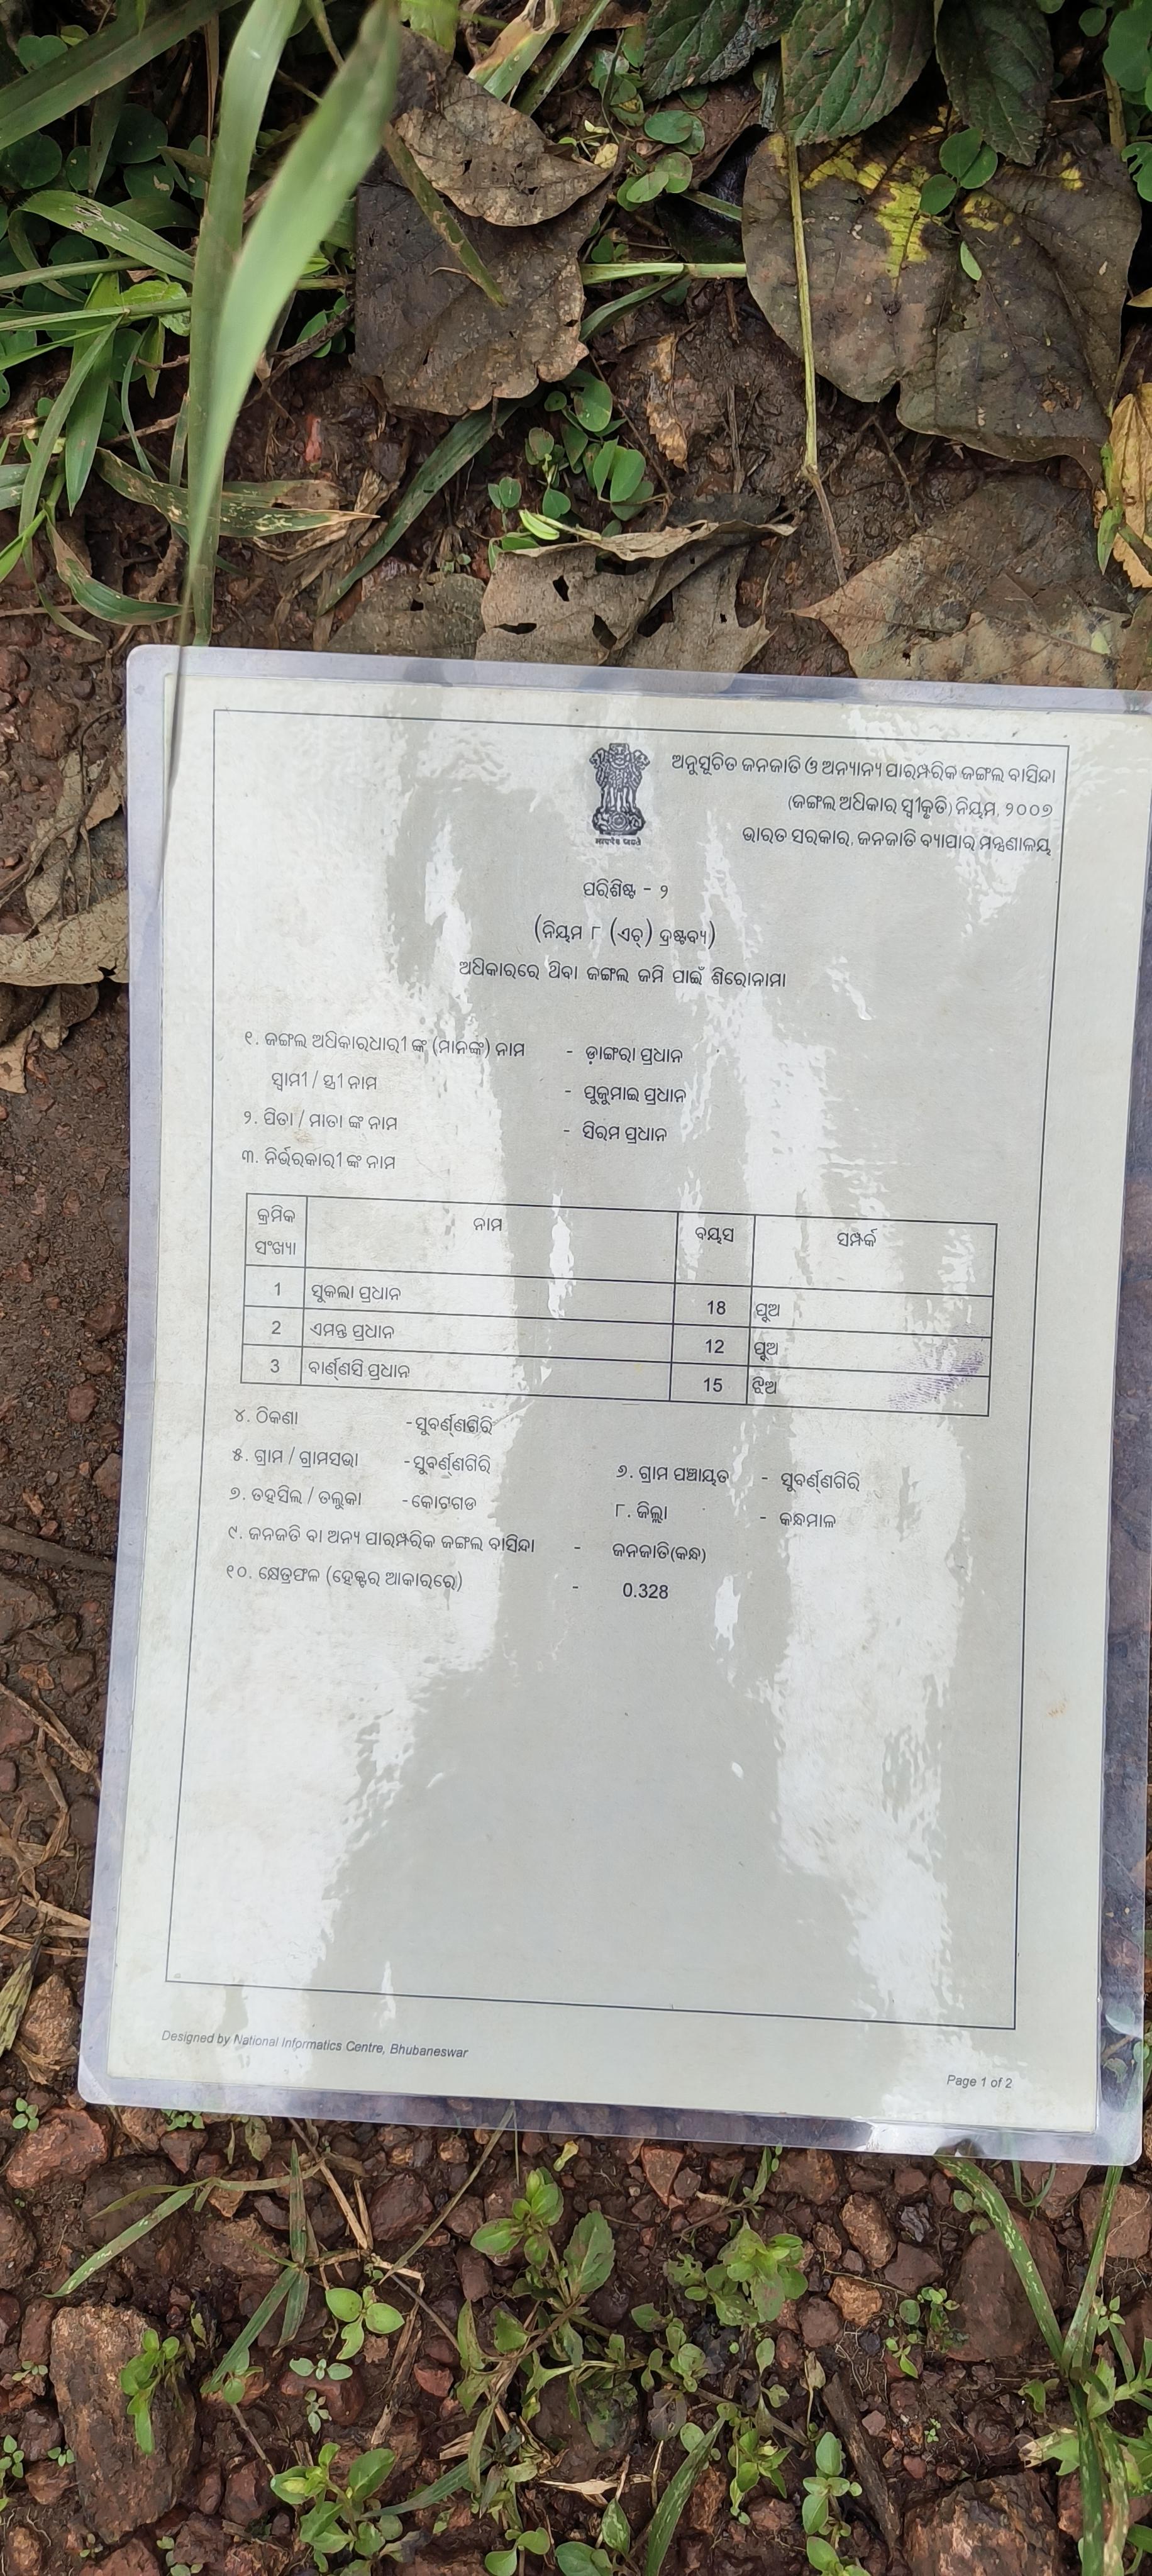 ଅନୁସୂଚିତ ଜନଜାତି ଓ ଅନ୍ୟାନ୍ୟ ପାରମ୍ପରିକ ଜଙ୍ଗଲ ବାସିନ୍ଦା
(ଜଙ୍ଗଲ ଅଧିକାର ସ୍ୱୀକୃତି) ନିୟମ, ୨୦୦୭
ଭାରତ ସରକାର, ଜନଜାତି ବ୍ୟାପାର ମନ୍ତ୍ରଣାଳୟ
सत्यमेव जयते
ପରିଶିଷ୍ଟ - ୨
(ନିୟମ ୮ (ଏଚ୍) ଦ୍ରଷ୍ଟବ୍ୟ)
ଅଧିକାରରେ ଥିବା ଜଙ୍ଗଲ ଜମି ପାଇଁ ଶିରୋନାମା
୧. ଜଙ୍ଗଲ ଅଧିକାରଧାରୀ ଙ୍କ (ମାନଙ୍କ) ନାମ - ଡ଼ାଙ୍ଗରା ପ୍ରଧାନ
ସ୍ୱାମୀ / ସ୍ତ୍ରୀ ନାମ - ପୁକୁମାଇ ପ୍ରଧାନ
୨. ପିତା / ମାତା ଙ୍କ ନାମ - ସିରମ ପ୍ରଧାନ
୩. ନିର୍ଭରକାରୀ ଙ୍କ ନାମ
କ୍ରମିକ ସଂଖ୍ୟା ନାମ ବୟସ ସମ୍ପର୍କ
1 ସୁକଲା ପ୍ରଧାନ 18 ପୁଅ
2 ଏମନ୍ତ ପ୍ରଧାନ 12 ପୁଅ
3 ବାର୍ଣ୍ଣସି ପ୍ରଧାନ 15 ଝିଅ
୪. ଠିକଣା - ସୁବର୍ଣ୍ଣଗିରି
୫. ଗ୍ରାମ / ଗ୍ରାମସଭା - ସୁବର୍ଣ୍ଣଗିରି ୬. ଗ୍ରାମ ପଞ୍ଚାୟତ - ସୁବର୍ଣ୍ଣଗିରି
୭. ତହସିଲ / ତଲୁକା - କୋଟଗଡ ୮. ଜିଲ୍ଲା - କନ୍ଧମାଳ
୯. ଜନଜାତି ବା ଅନ୍ୟ ପାରମ୍ପରିକ ଜଙ୍ଗଲ ବାସିନ୍ଦା - ଜନଜାତି(କନ୍ଧ)
୧୦. କ୍ଷେତ୍ରଫଳ (ହେକ୍ଟର ଆକାରରେ) - 0.328
Designed by National Informatics Centre, Bhubaneswar
Page 1 of 2